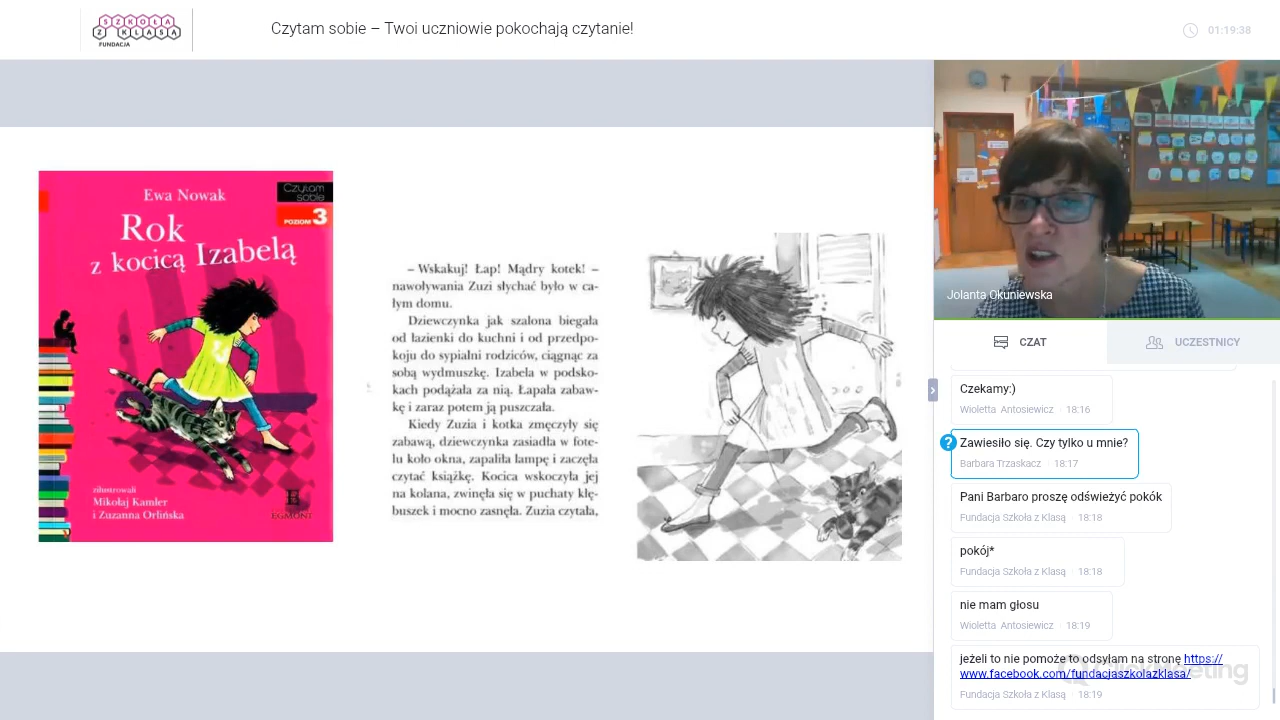 SZKOŁA
Z KLASĄ
FUNDACJA
Czytam sobie – Twoi uczniowie pokochają czytanie!
01:19:38
Ewa Nowak
Czytam
sobie
POZIOM 3
Rok
z kocicą Izabelą
zilustrowali
Mikołaj Kamler
i Zuzanna Orlińska
EGMONT
– Wskakuj! Łap! Mądry kotek! –
nawoływania Zuzi słychać było w ca-
łym domu.
Dziewczynka jak szalona biegała
od łazienki do kuchni i od przedpo-
koju do sypialni rodziców, ciągnąc za
sobą wydmuszkę. Izabela w podsko-
kach podążała za nią. Łapała zabaw-
kę i zaraz potem ją puszczała.
Kiedy Zuzia i kotka zmęczyły się
zabawą, dziewczynka zasiadła w fote-
lu koło okna, zapaliła lampę i zaczęła
czytać książkę. Kocica wskoczyła jej
na kolana, zwinęła się w puchaty kłę-
buszek i mocno zasnęła. Zuzia czytała,
Jolanta Okuniewska
CZAT
UCZESTNICY
Czekamy:)
Wioletta Antosiewicz 18:16
?
Zawiesiło się. Czy tylko u mnie?
Barbara Trzaskacz 18:17
Pani Barbaro proszę odświeżyć pokók
Fundacja Szkoła z Klasą 18:18
pokój*
Fundacja Szkoła z Klasą 18:18
nie mam głosu
Wioletta Antosiewicz 18:19
jeżeli to nie pomoże to odsyłam na stronę https://
www.facebook.com/fundacjaszkolazklasa/
Fundacja Szkoła z Klasą 18:19
ClickMeeting